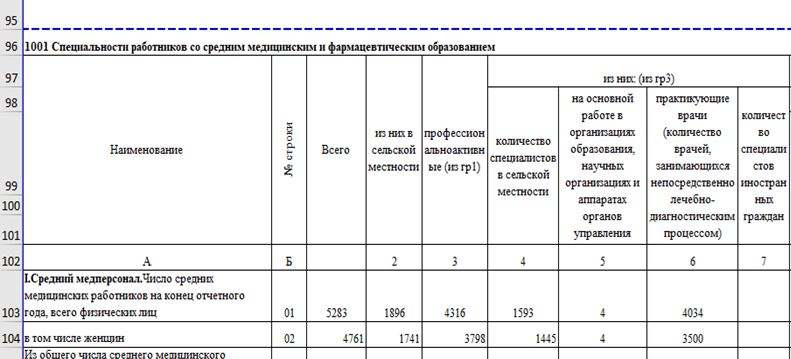 95
96 1001 Специальности работников со средним медицинским и фармацевтическим образованием
97
98
99
100
101
Наименование
№ строки
Всего
из них в
сельской
местности
профессион
альноактивн
ые (из гр1)
из них: (из гр3)
количество
специалистов
в сельской
местности
на основной
работе в
организациях
образования,
научных
организациях и
аппаратах
органов
управления
практикующие
врачи
(количество
врачей,
занимающихся
непосредственно
лечебно-
диагностическим
процессом)
количест
во
специали
стов
иностран
ных
граждан
102 А Б 2 3 4 5 6 7
I.Средний медперсонал.Число средних
медицинских работников на конец отчетного
103 года, всего физических лиц 01 5283 1896 4316 1593 4 4034
104 в том числе женщин 02 4761 1741 3798 1445 4 3500
Из общего числа среднего медицинского